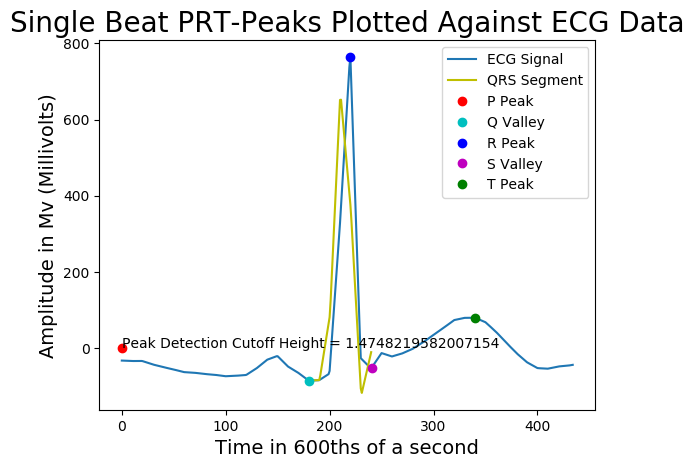 Single Beat PRT-Peaks Plotted Against ECG Data
800
600
400
200
0
Amplitude in Mv (Millivolts)
ECG Signal
QRS Segment
P Peak
Q Valley
R Peak
S Valley
T Peak
Peak Detection Cutoff Height = 1.4748219582007154
0 100 200 300 400
Time in 600ths of a second